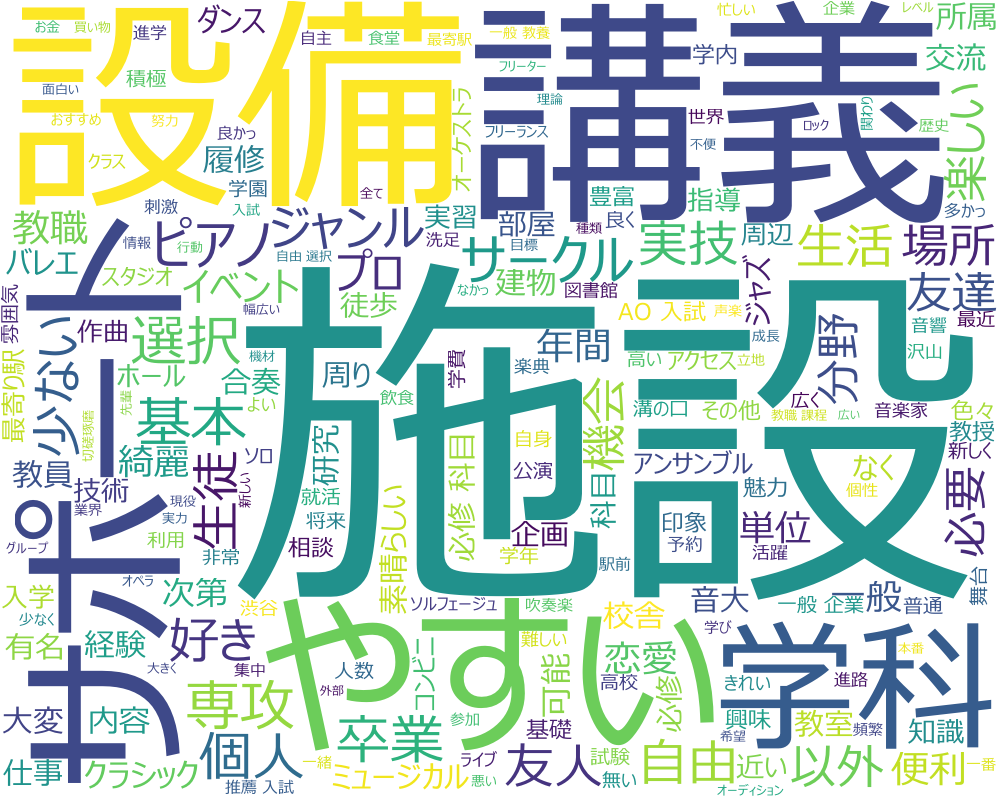 お金
買い物
進学
ダンス
自主
食堂
最寄駅
一般 教養
忙しい
企業
レベル
所属
設備
講義
面白い
積極
フリーター
学内
交流
おすすめ
努力
良かっ
オーケストラ
理論
世界
ロック
関わり
歴史
クラス
履修
フリーランス
不便
楽しい
学園
入試
全て
豊富
指導
教職
刺激
ピアノ
ジャンル
実習
部屋
種類
良く
周辺
多かっ
バレエ
情報
行動
洗足
目標
実技
生活
場所
自由 選択
サークル
スタジオ
イベント
プロ
なかっ
建物
図書館
ジャズ
友達
雰囲気
幅広い
徒歩
AO 入試
声楽
作曲
選択
年間
音響
最近
最寄り駅
少ない
機材
施設
成長
分野
ホール
合奏
周り
学費
楽典
高い
アクセス
立地
沢山
先輩
よい
飲食
溝の口
その他
教職 課程
広く
広い
音楽家
色々
切磋琢磨
基本
自身
機会
教授
綺麗
研究
必修 科目
教員
ソロ
公演
アンサンブル
なく
新しく
技術
生徒
新しい
就活
科目
魅力
個性
必要
業界
現役
実力
将来
印象
サポート
グループ
利用
相談
素晴らしい
企画
予約
単位
活躍
非常
学年
駅前
オペラ
入学
少なく
次第
渋谷
ソルフェージュ
吹奏楽
校舎
音大
一般 企業
一般
普通
舞台
有名
経験
好き
やすい
難しい
学び
学科
本番
大きく
集中
人数
コンビニ
可能
恋愛
外部
高校
きれい
進路
大変
内容
専攻
参加
基礎
必修
興味
希望
教室
頻繁
知識
仕事
クラシック
個人
卒業
ライブ
友人
試験
自由
近い
以外
便利
一番
推薦 入試
一緒
ミュージカル
悪い
無い
オーディション